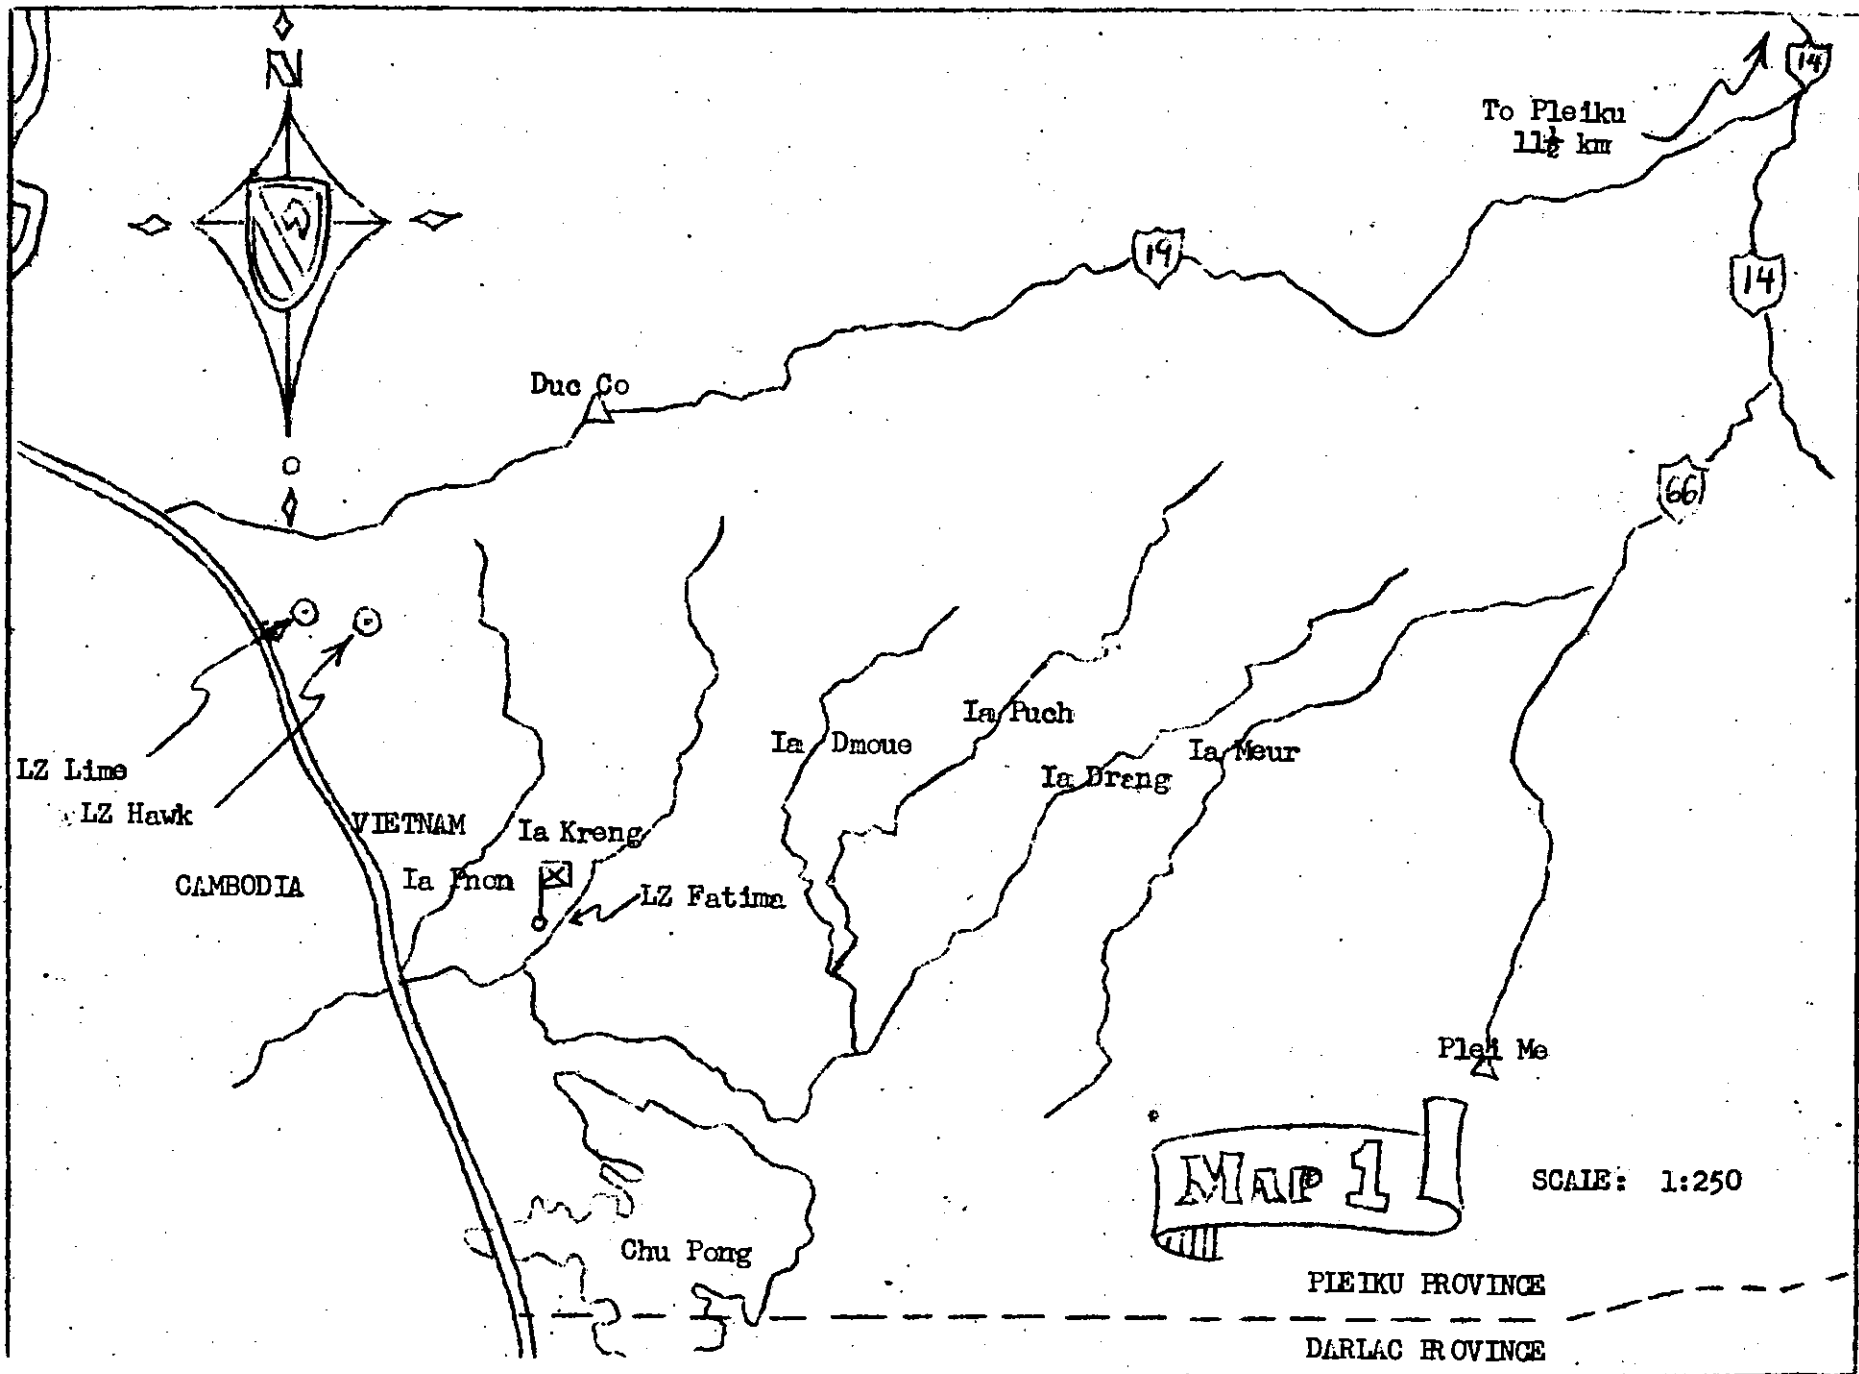 N
14
To Pleiku
11½ km
19
14
Duc Co
66
Ia Puch
Ia Dmoue
Ia Meur
Ia Drang
LZ Lime
LZ Hawk
VIETNAM
Ia Kreng
CAMBODIA
Ia Pnon
LZ Fatima
Plei Me
MAP 1
SCALE: 1:250
Chu Pong
PLEIKU PROVINCE
DARLAC PROVINCE